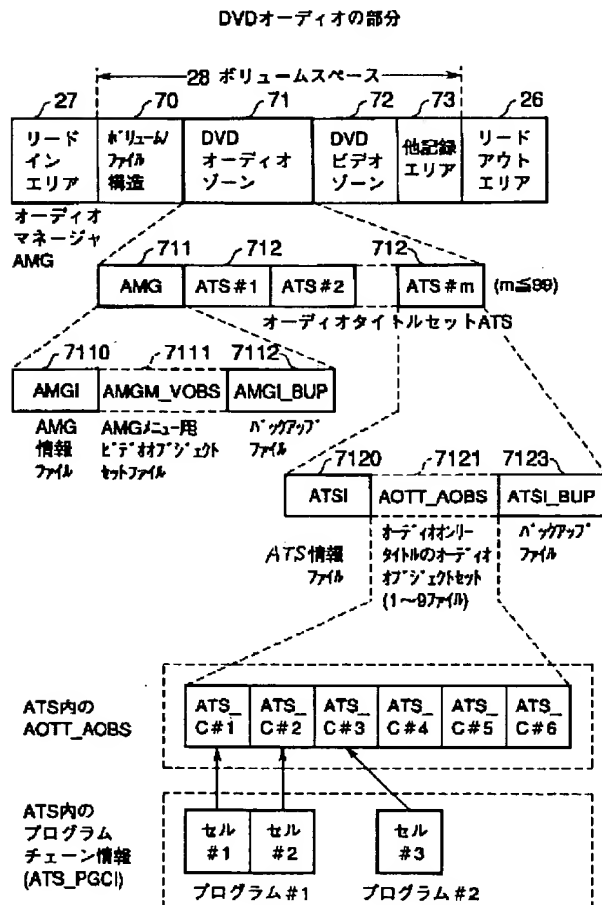 DVDオーディオの部分
28 ボリュームスペース
27
70
71
72
73
26
リード
イン
エリア
ボリューム/
ファイル
構造
DVD
オーディオ
ゾーン
DVD
ビデオ
ゾーン
他記録
エリア
リード
アウト
エリア
オーディオ
マネージャ
AMG
711
712
712
AMG
ATS#1
ATS#2
ATS#m
(m≦99)
オーディオタイトルセットATS
7110
7111
7112
AMGI
AMGM_VOBS
AMGI_BUP
AMG
情報
ファイル
AMGメニュー用
ビデオオブジェクト
セットファイル
バックアップ
ファイル
7120
7121
7123
ATSI
AOTT_AOBS
ATSI_BUP
ATS情報
ファイル
オーディオオンリー
タイトルのオーディオ
オブジェクトセット
(1〜9ファイル)
バックアップ
ファイル
ATS内の
AOTT_AOBS
ATS_
C#1
ATS_
C#2
ATS_
C#3
ATS_
C#4
ATS_
C#5
ATS_
C#6
ATS内の
プログラム
チェーン情報
(ATS_PGCI)
セル
#1
セル
#2
セル
#3
プログラム#1
プログラム#2